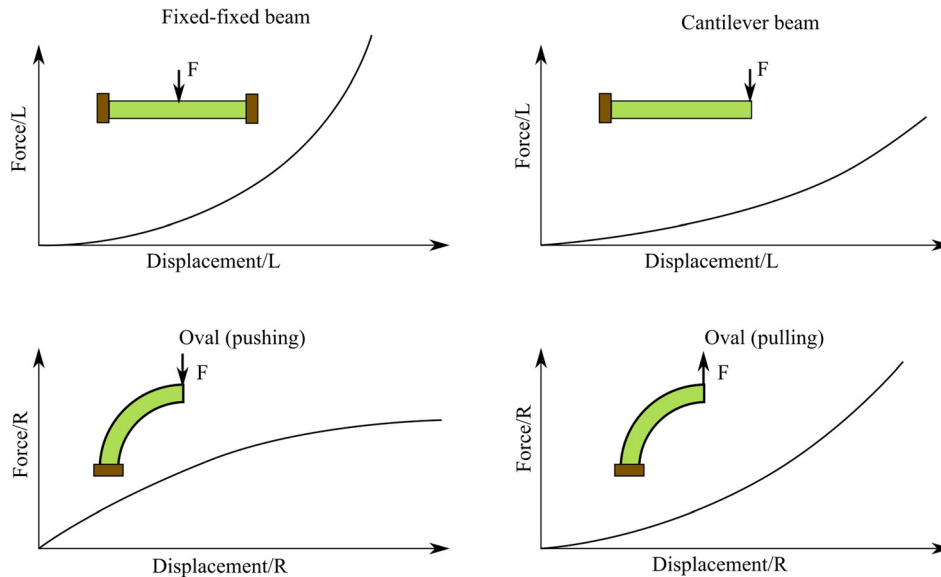 Fixed-fixed beam
F
Force/L
Displacement/L
Cantilever beam
F
Force/L
Displacement/L
Oval (pushing)
F
Force/R
Displacement/R
Oval (pulling)
F
Force/R
Displacement/R